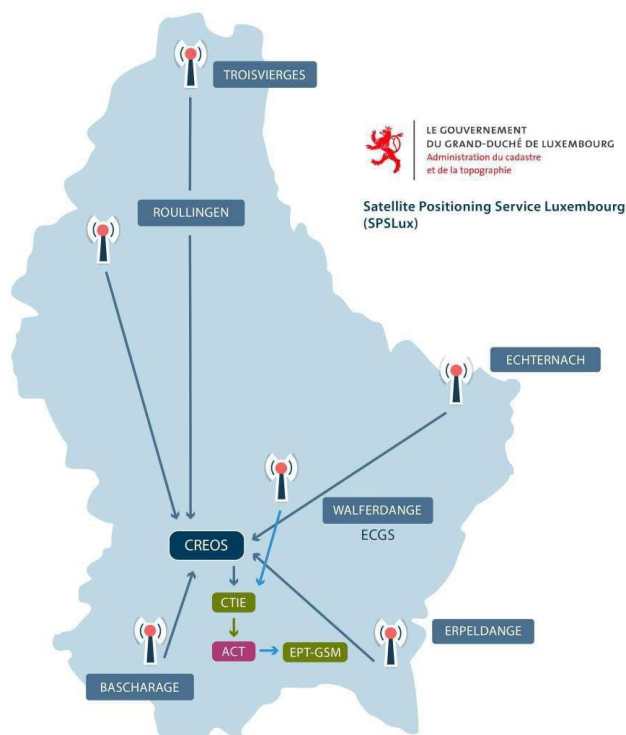 TROISVIERGES
LE GOUVERNEMENT
DU GRAND-DUCHÉ DE LUXEMBOURG
Administration du cadastre
et de la topographie
Satellite Positioning Service Luxembourg
(SPSLux)
ROULLINGEN
ECHTERNACH
WALFERDANGE
ECGS
CREOS
CTIE
ACT
EPT-GSM
ERPELDANGE
BASCHARAGE